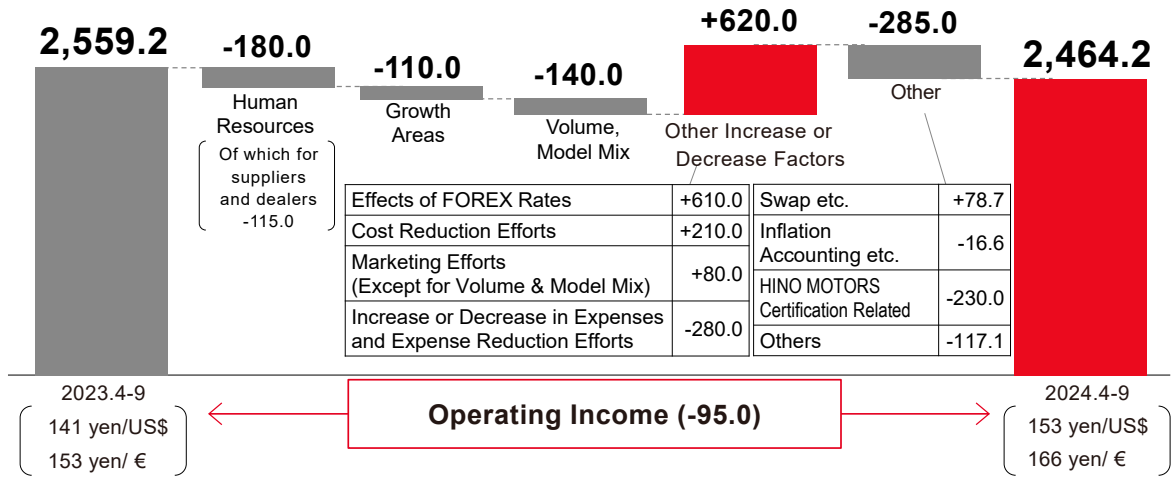 2,559.2
-180.0
Human
Resources
Of which for
suppliers
and dealers
-115.0
-110.0
Growth
Areas
-140.0
Volume,
Model Mix
+620.0
Other Increase or
Decrease Factors
-285.0
Other
2,464.2
Effects of FOREX Rates +610.0
Cost Reduction Efforts +210.0
Marketing Efforts
(Except for Volume & Model Mix) +80.0
Increase or Decrease in Expenses
and Expense Reduction Efforts -280.0
Swap etc. +78.7
Inflation
Accounting etc. -16.6
HINO MOTORS
Certification Related -230.0
Others -117.1
2023.4-9
141 yen/US$
153 yen/ €
Operating Income (-95.0)
2024.4-9
153 yen/US$
166 yen/ €